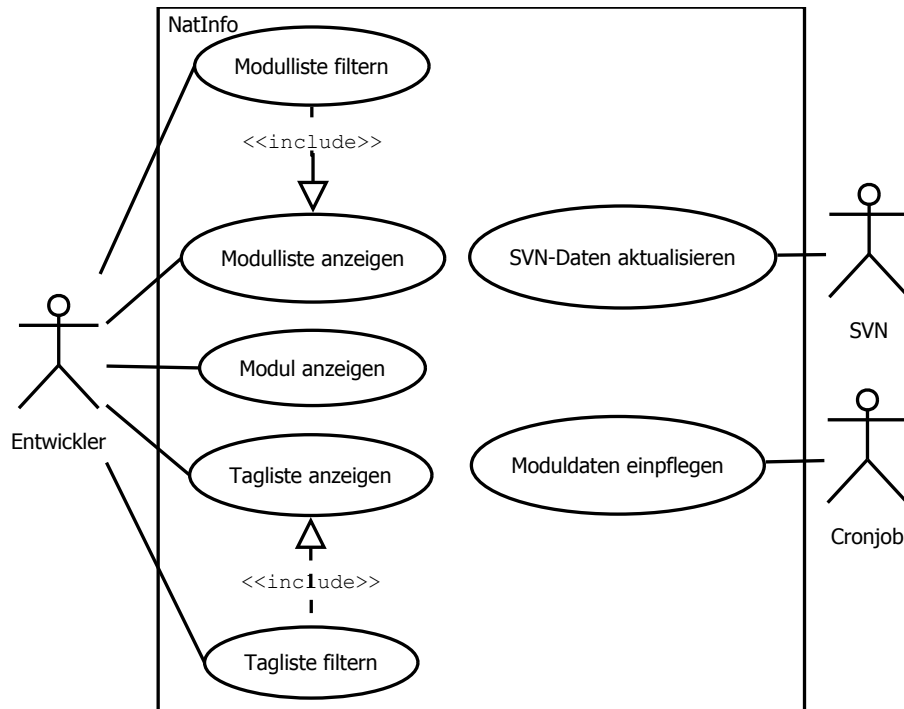 NatInfo
Modulliste filtern
<<include>>
Modulliste anzeigen
SVN-Daten aktualisieren
SVN
Modul anzeigen
Entwickler
Tagliste anzeigen
Moduldaten einpflegen
Cronjob
<<include>>
Tagliste filtern